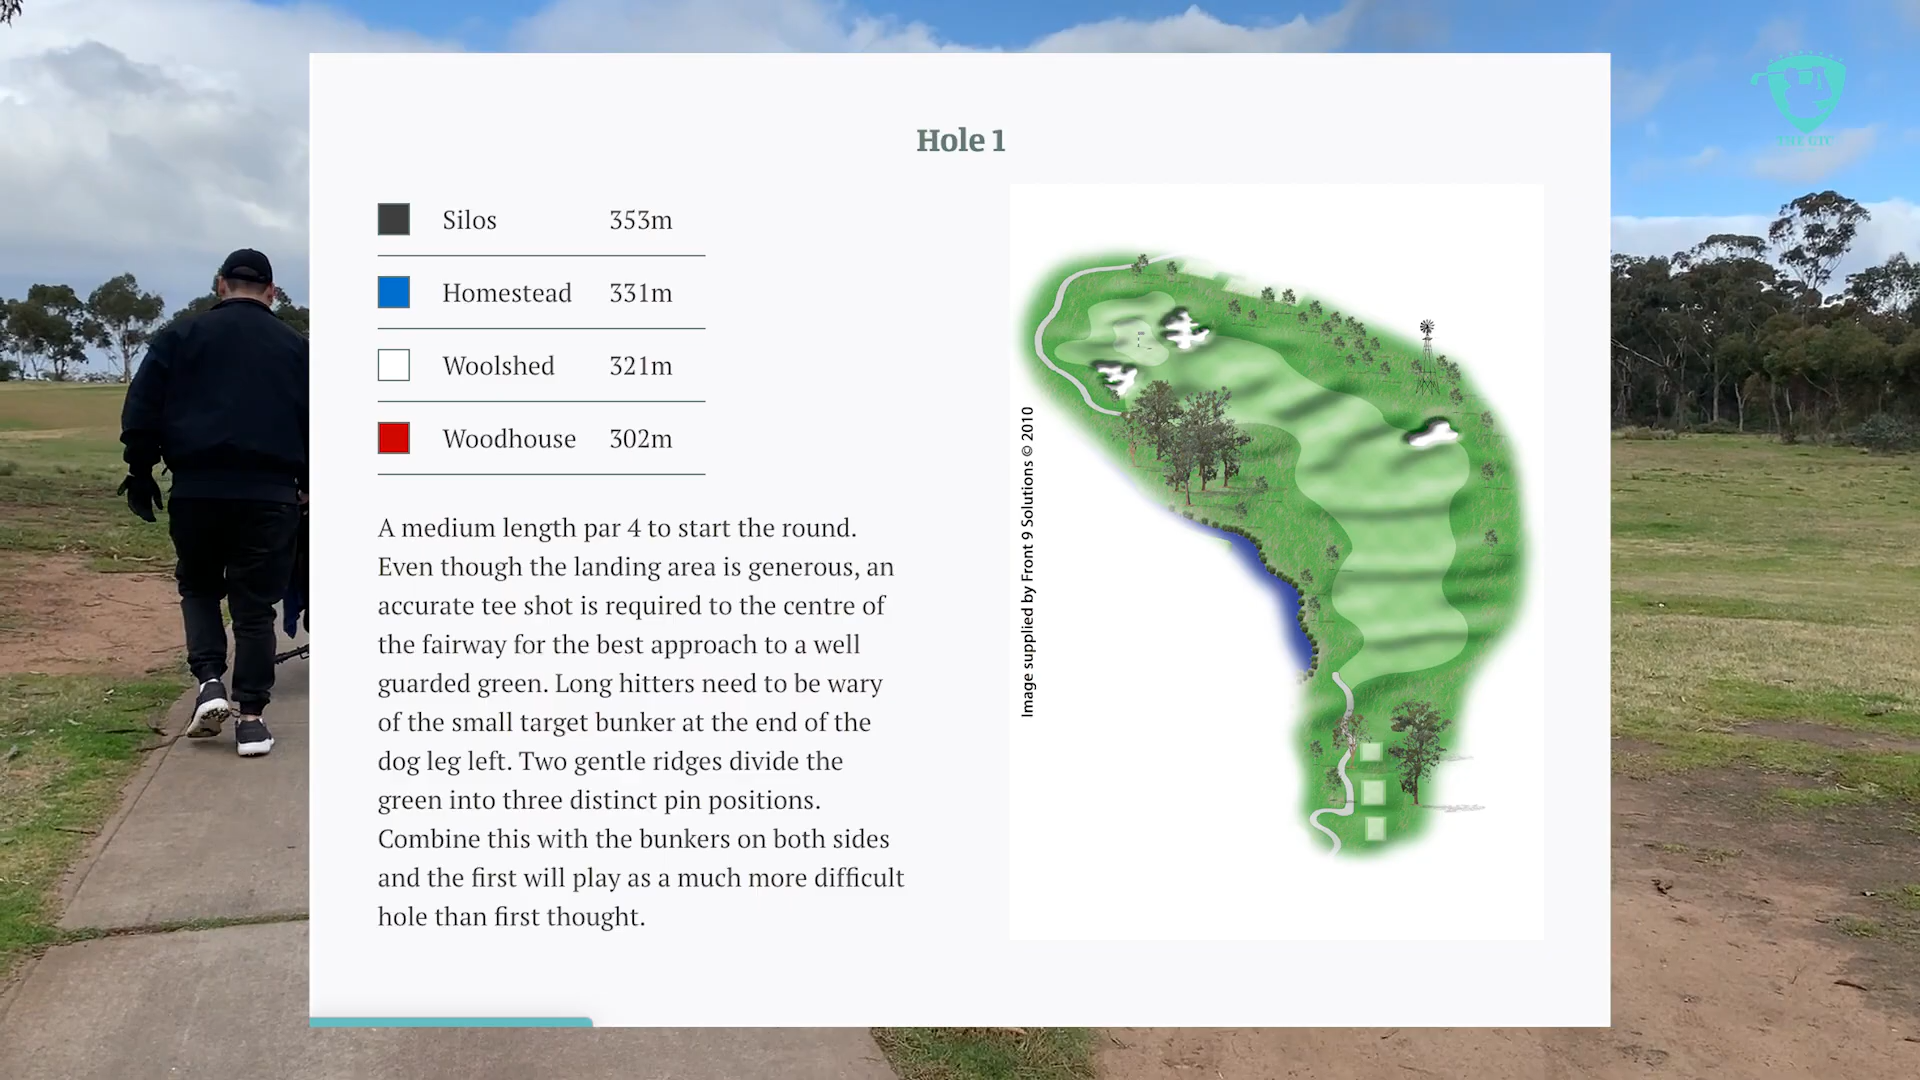 Hole 1
Silos 353m
Homestead 331m
Woolshed 321m
Woodhouse 302m
A medium length par 4 to start the round.
Even though the landing area is generous, an
accurate tee shot is required to the centre of
the fairway for the best approach to a well
guarded green. Long hitters need to be wary
of the small target bunker at the end of the
dog leg left. Two gentle ridges divide the
green into three distinct pin positions.
Combine this with the bunkers on both sides
and the first will play as a much more difficult
hole than first thought.
Image supplied by Front 9 Solutions © 2010